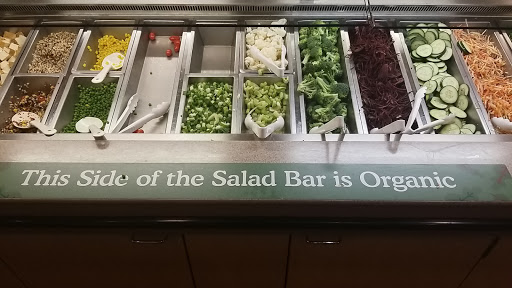 This Side of the Salad Bar is Organic